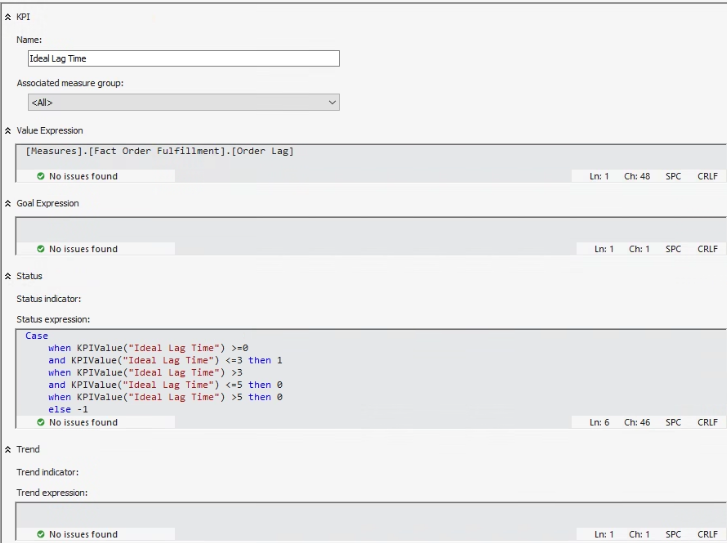 KPI
Name:
Ideal Lag Time
Associated measure group:
<All>
Value Expression
[Measures].[Fact Order Fulfillment].[Order Lag]
No issues found Ln: 1 Ch: 48 SPC CRLF
Goal Expression
No issues found Ln: 1 Ch: 1 SPC CRLF
Status
Status indicator:
Status expression:
Case
when KPIValue("Ideal Lag Time") >=0
and KPIValue("Ideal Lag Time") <=3 then 1
when KPIValue("Ideal Lag Time") >3
and KPIValue("Ideal Lag Time") <=5 then 0
when KPIValue("Ideal Lag Time") >5 then 0
else -1
No issues found Ln: 6 Ch: 46 SPC CRLF
Trend
Trend indicator:
Trend expression:
No issues found Ln: 1 Ch: 1 SPC CRLF